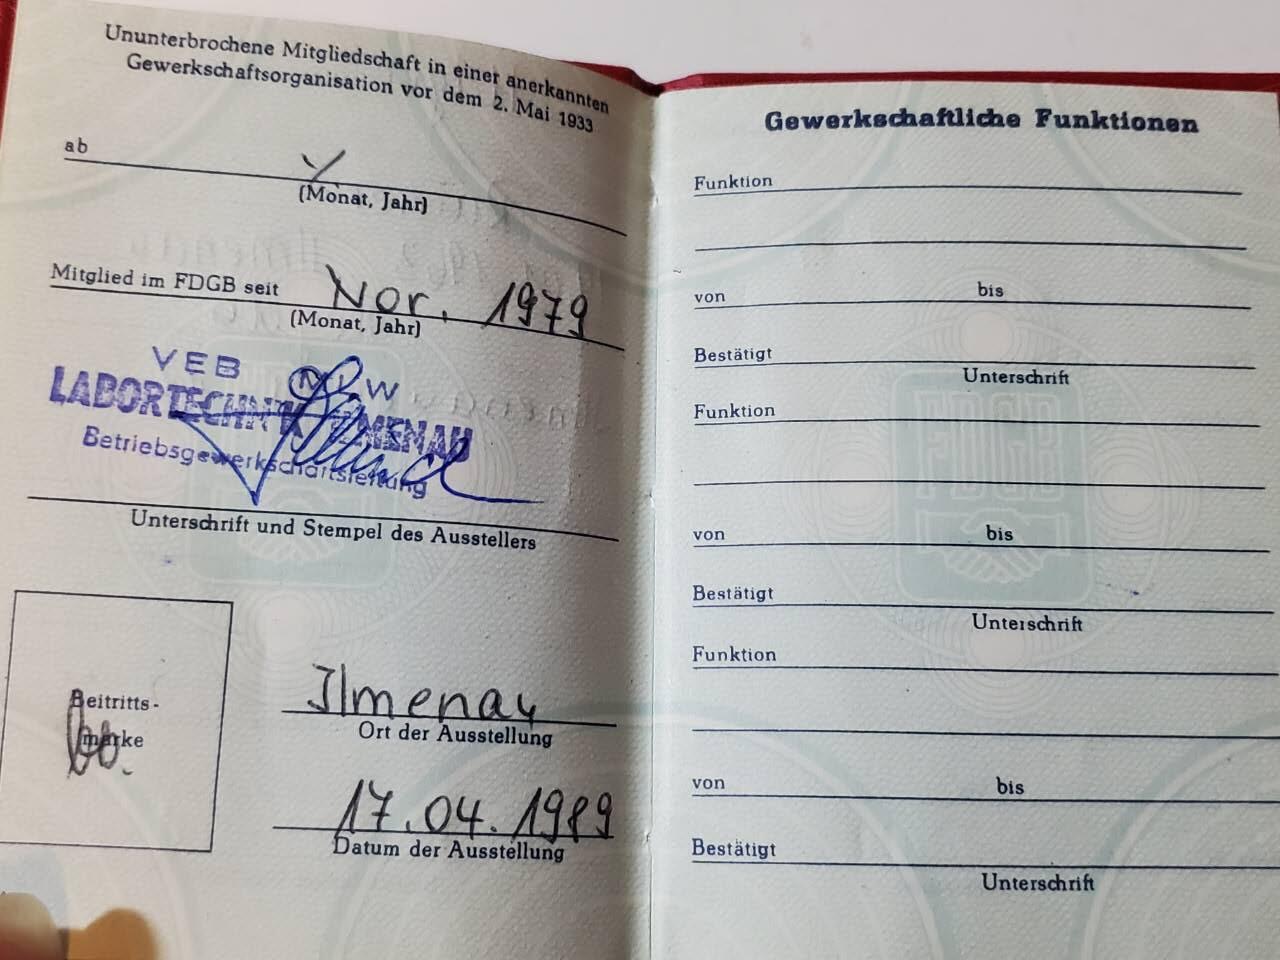 Ununterbrochene Mitgliedschaft in einer anerkannten
Gewerkschaftsorganisation vor dem 2. Mai 1933
ab
(Monat, Jahr)
Mitglied im FDGB seit Nov. 1979
(Monat, Jahr)
VEB MLW
LABORTECHNIK ILMENAU
Betriebsgewerkschaftsleitung
Unterschrift und Stempel des Ausstellers
Beitritts-
marke
Ilmenau
Ort der Ausstellung
17.04.1989
Datum der Ausstellung
Gewerkschaftliche Funktionen
Funktion
von bis
Bestätigt
Unterschrift
Funktion
von bis
Bestätigt
Unterschrift
Funktion
von bis
Bestätigt
Unterschrift
FDGB